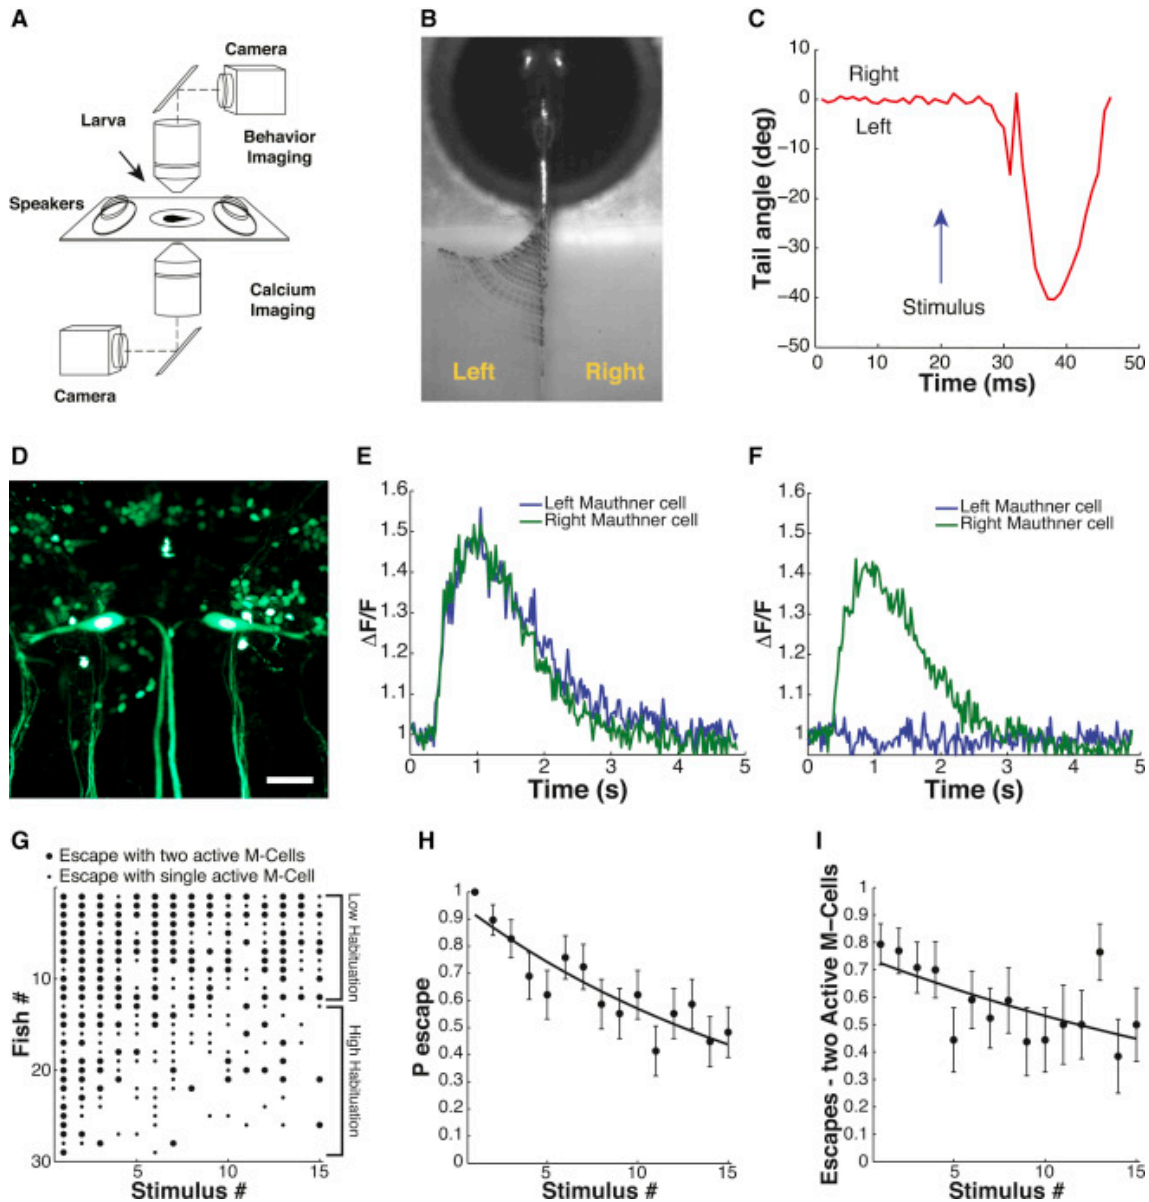 A
Camera
Larva
Behavior
Imaging
Speakers
Calcium
Imaging
Camera
B
Left
Right
C
10
0
−10
−20
−30
−40
−50
Tail angle (deg)
Right
Left
Stimulus
0
10
20
30
40
50
Time (ms)
D
E
1.6
1.5
1.4
1.3
1.2
1.1
1
ΔF/F
Left Mauthner cell
Right Mauthner cell
0
1
2
3
4
5
Time (s)
F
1.6
1.5
1.4
1.3
1.2
1.1
1
ΔF/F
Left Mauthner cell
Right Mauthner cell
0
1
2
3
4
5
Time (s)
G
Escape with two active M-Cells
Escape with single active M-Cell
Fish #
10
20
30
Low Habituation
High Habituation
5
10
15
Stimulus #
H
P escape
1
0.9
0.8
0.7
0.6
0.5
0.4
0.3
0.2
0.1
0
5
10
15
Stimulus #
I
Escapes - two Active M-Cells
1
0.9
0.8
0.7
0.6
0.5
0.4
0.3
0.2
0.1
0
5
10
15
Stimulus #